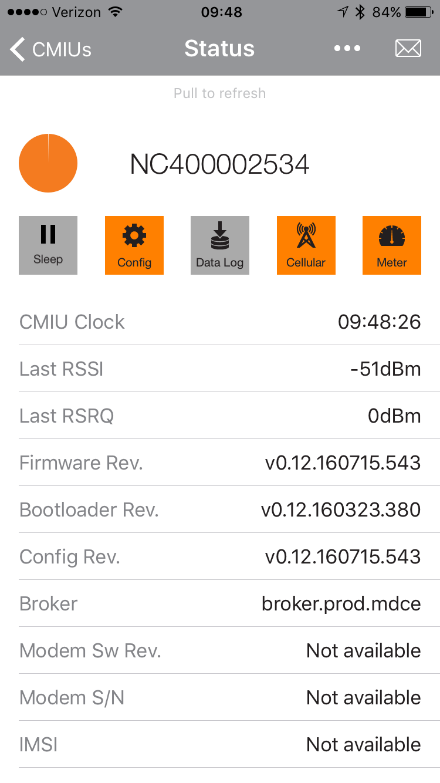 Verizon 09:48 84%
CMIUs Status
Pull to refresh
NC400002534
Sleep Config Data Log Cellular Meter
CMIU Clock 09:48:26
Last RSSI -51dBm
Last RSRQ 0dBm
Firmware Rev. v0.12.160715.543
Bootloader Rev. v0.12.160323.380
Config Rev. v0.12.160715.543
Broker broker.prod.mdce
Modem Sw Rev. Not available
Modem S/N Not available
IMSI Not available